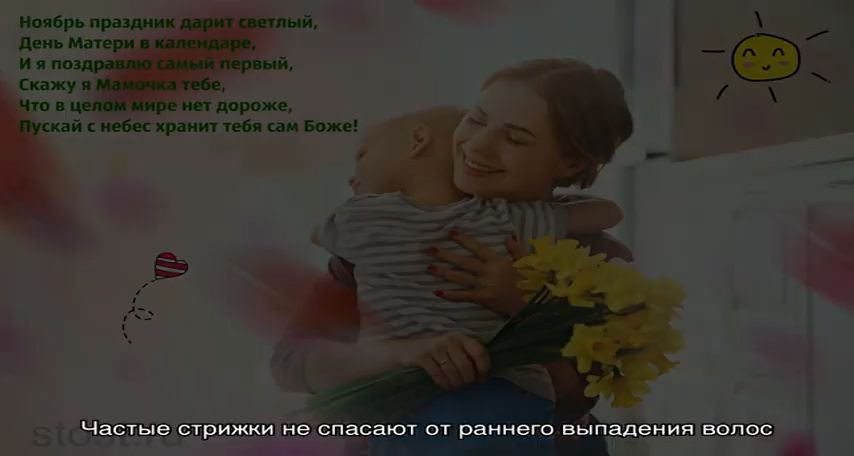 Ноябрь праздник дарит светлый,
День Матери в календаре,
И я поздравлю самый первый,
Скажу я Мамочка тебе,
Что в целом мире нет дороже,
Пускай с небес хранит тебя сам Боже!
Частые стрижки не спасают от раннего выпадения волос